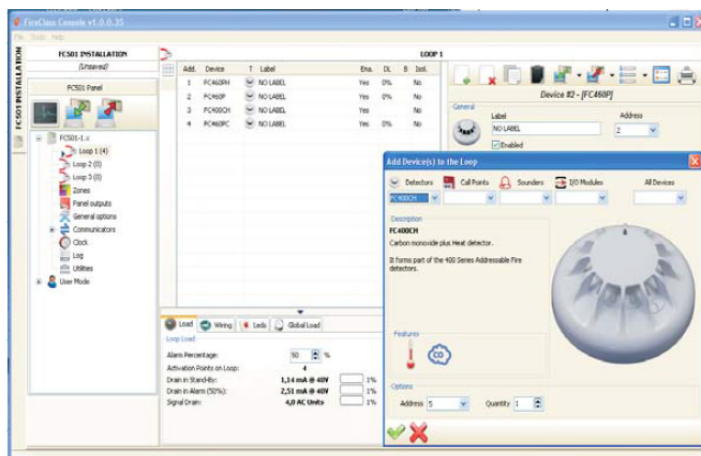 FireClass Console v1.0.0.35
File Tools Help
FC501 INSTALLATION
FC501 INSTALLATION
(Unsaved)
FC501 Panel
FC501-1.x
Loop 1 (4)
Loop 2 (0)
Loop 3 (0)
Zones
Panel outputs
General options
Communicators
Clock
Log
Utilities
User Mode
LOOP 1
Add. Device T Label Ena. DL B Isol.
1 FC460PH NO LABEL Yes 0% No
2 FC460P NO LABEL Yes 0% No
3 FC400CH NO LABEL Yes No
4 FC460PC NO LABEL Yes 0% No
Load Wiring Leds Global Load
Loop Load
Alarm Percentage: 50 %
Activation Points on Loop: 4
Drain in Stand-By: 1,14 mA @ 40V 1%
Drain in Alarm (50%): 2,51 mA @ 40V 1%
Signal Drain: 4,0 AC Units 1%
Device #2 - [FC460P]
General
Label Address
NO LABEL 2
Enabled
Add Device(s) to the Loop
Detectors Call Points Sounders I/O Modules All Devices
FC400CH
Description
FC400CH
Carbon monoxide plus Heat detector.
It forms part of the 400 Series Addressable Fire
detectors.
Features
CO
Options
Address 5 Quantity 1